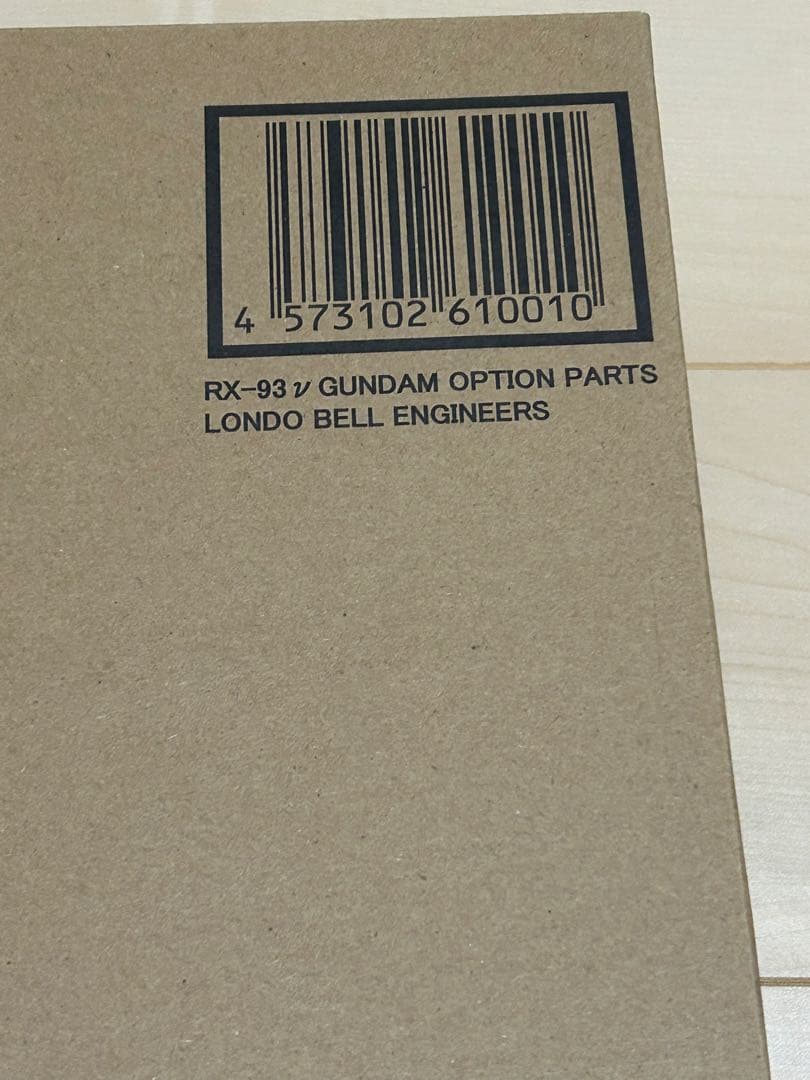 4 573102 610010
RX-93 ν GUNDAM OPTION PARTS
LONDO BELL ENGINEERS